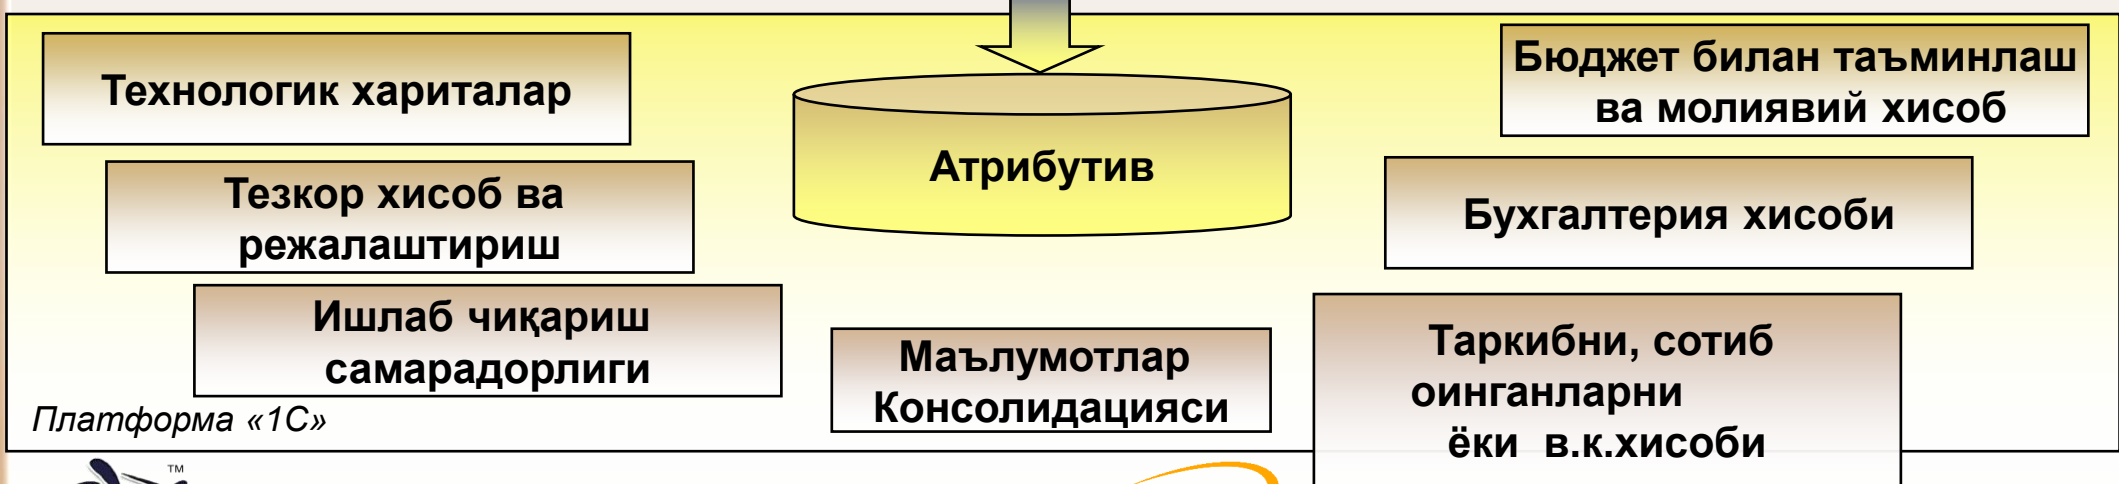 Технологик хариталар
Бюджет билан таъминлаш
ва молиявий хисоб
Атрибутив
Тезкор хисоб ва
режалаштириш
Бухгалтерия хисоби
Ишлаб чиқариш
самарадорлиги
Маълумотлар
Консолидацияси
Таркибни, сотиб
оинганларни
ёки в.к.хисоби
Платформа «1С»
TM